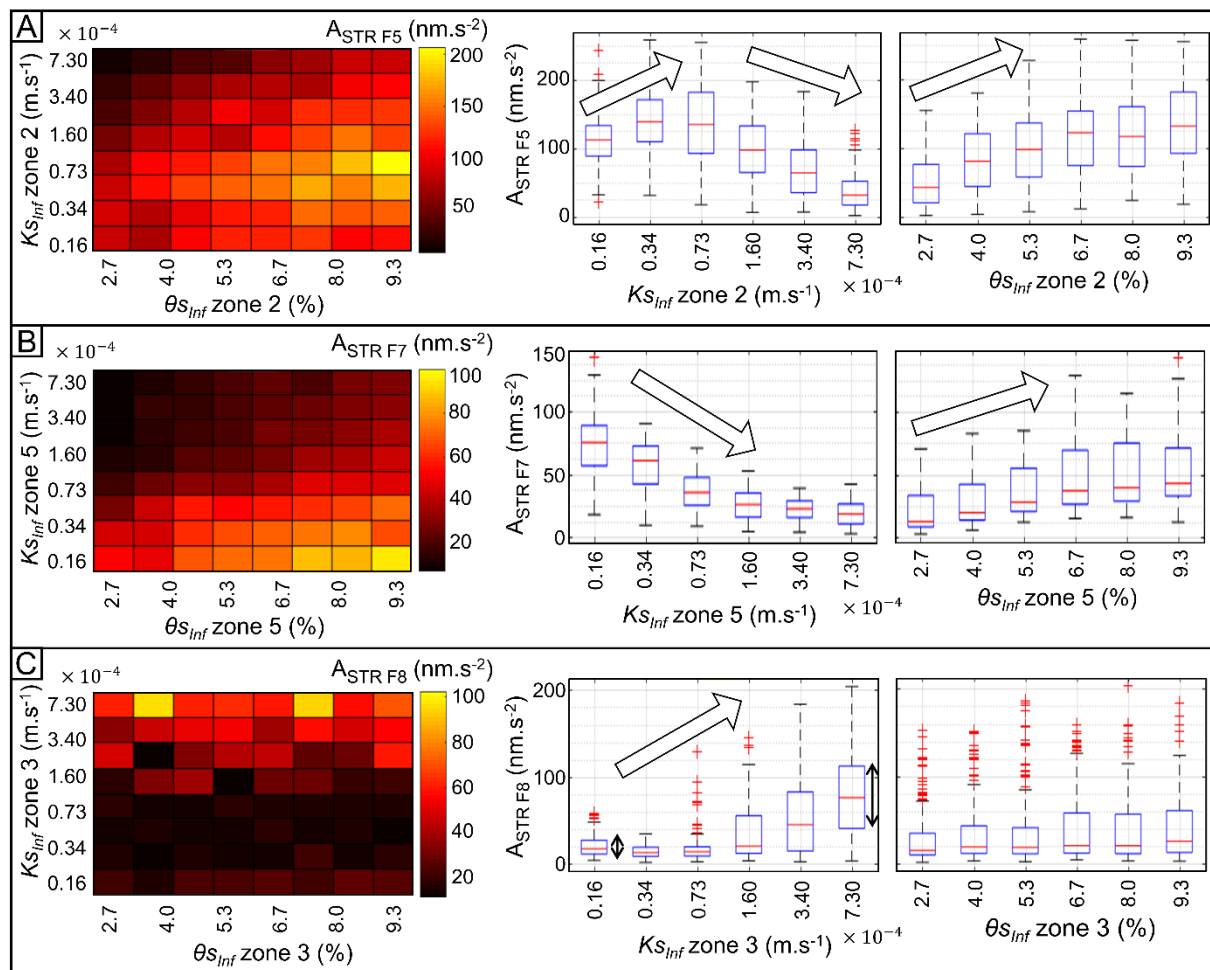 A
× 10⁻⁴
A_STR F5 (nm.s⁻²)
Ks_Inf zone 2 (m.s⁻¹)
7.30
3.40
1.60
0.73
0.34
0.16
2.7 4.0 5.3 6.7 8.0 9.3
θs_Inf zone 2 (%)
200
150
100
50
A_STR F5 (nm.s⁻²)
200
100
0
0.16 0.34 0.73 1.60 3.40 7.30
Ks_Inf zone 2 (m.s⁻¹) × 10⁻⁴
2.7 4.0 5.3 6.7 8.0 9.3
θs_Inf zone 2 (%)
B
× 10⁻⁴
A_STR F7 (nm.s⁻²)
Ks_Inf zone 5 (m.s⁻¹)
7.30
3.40
1.60
0.73
0.34
0.16
2.7 4.0 5.3 6.7 8.0 9.3
θs_Inf zone 5 (%)
100
80
60
40
20
A_STR F7 (nm.s⁻²)
150
100
50
0
0.16 0.34 0.73 1.60 3.40 7.30
Ks_Inf zone 5 (m.s⁻¹) × 10⁻⁴
2.7 4.0 5.3 6.7 8.0 9.3
θs_Inf zone 5 (%)
C
× 10⁻⁴
A_STR F8 (nm.s⁻²)
Ks_Inf zone 3 (m.s⁻¹)
7.30
3.40
1.60
0.73
0.34
0.16
2.7 4.0 5.3 6.7 8.0 9.3
θs_Inf zone 3 (%)
100
80
60
40
20
A_STR F8 (nm.s⁻²)
200
100
0
0.16 0.34 0.73 1.60 3.40 7.30
Ks_Inf zone 3 (m.s⁻¹) × 10⁻⁴
2.7 4.0 5.3 6.7 8.0 9.3
θs_Inf zone 3 (%)